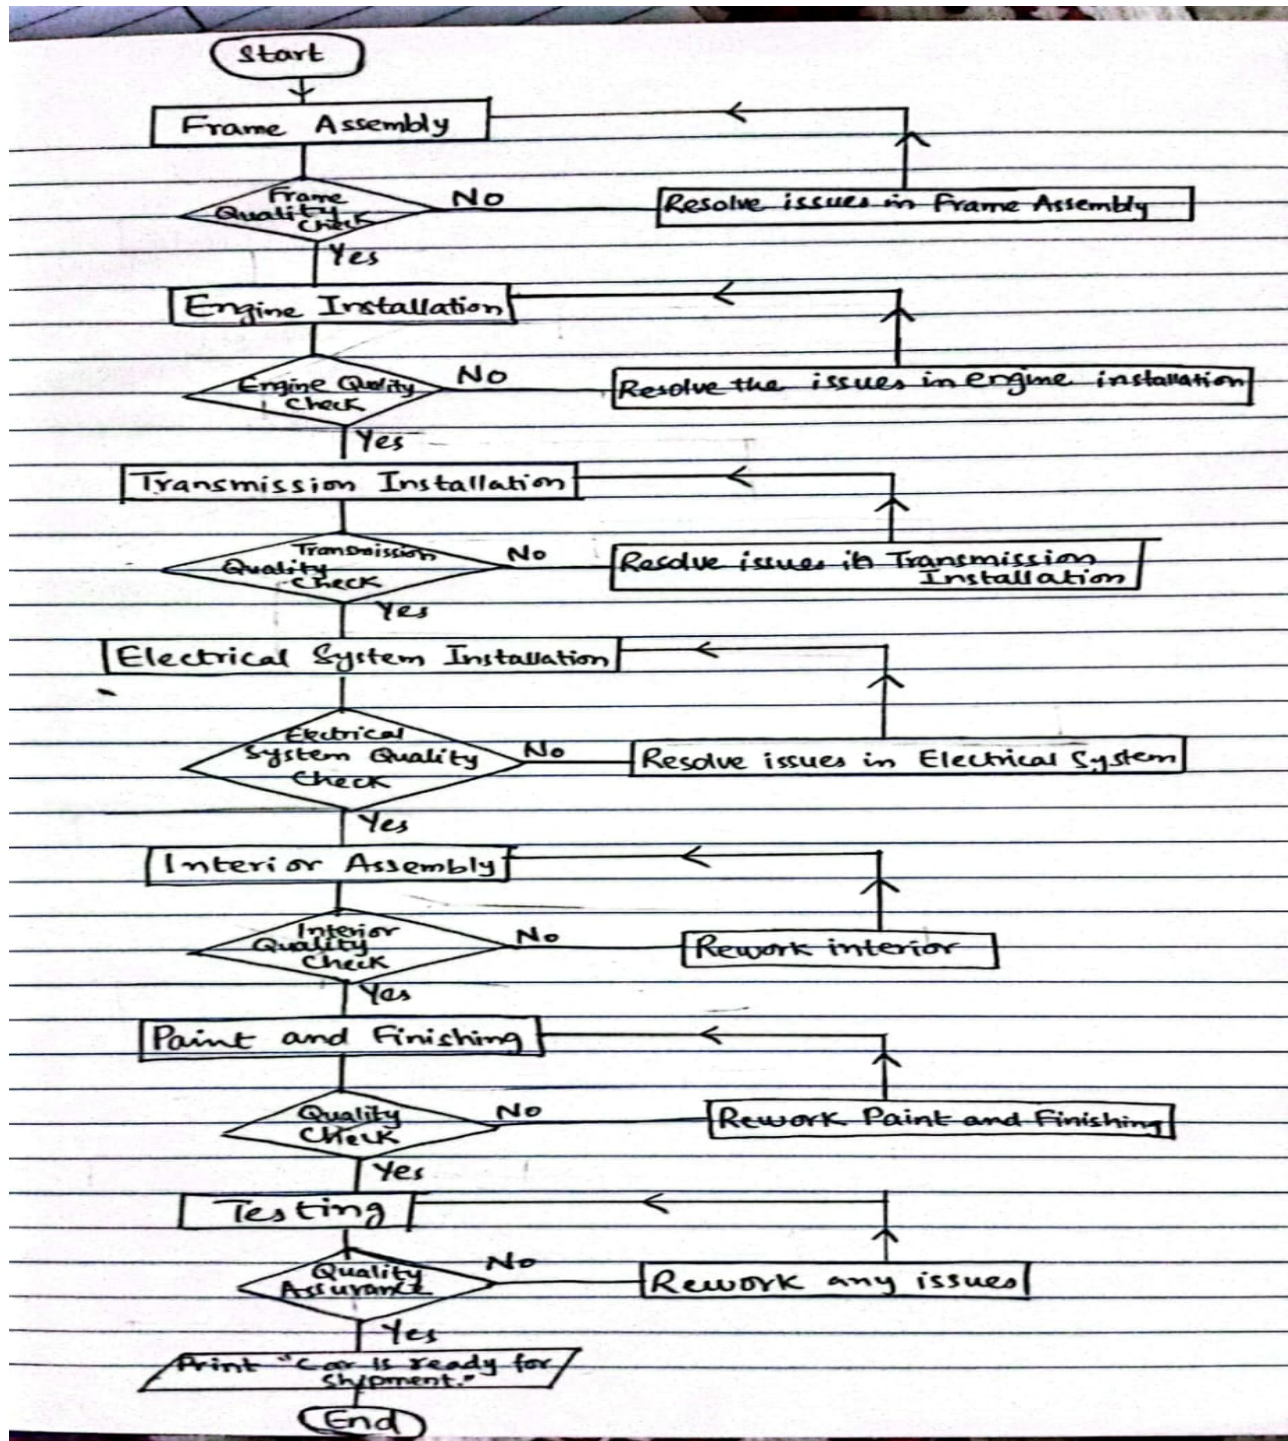 Start
Frame Assembly
Frame
Quality
Check
No
Resolve issues in Frame Assembly
Yes
Engine Installation
Engine Quality
Check
No
Resolve the issues in engine installation
Yes
Transmission Installation
Transmission
Quality
Check
No
Resolve issues in Transmission
Installation
Yes
Electrical System Installation
Electrical
System Quality
Check
No
Resolve issues in Electrical System
Yes
Interior Assembly
Interior
Quality
Check
No
Rework interior
Yes
Paint and Finishing
Quality
Check
No
Rework Paint and Finishing
Yes
Testing
Quality
Assurance
No
Rework any issues
Yes
Print "Car is ready for
shipment."
End